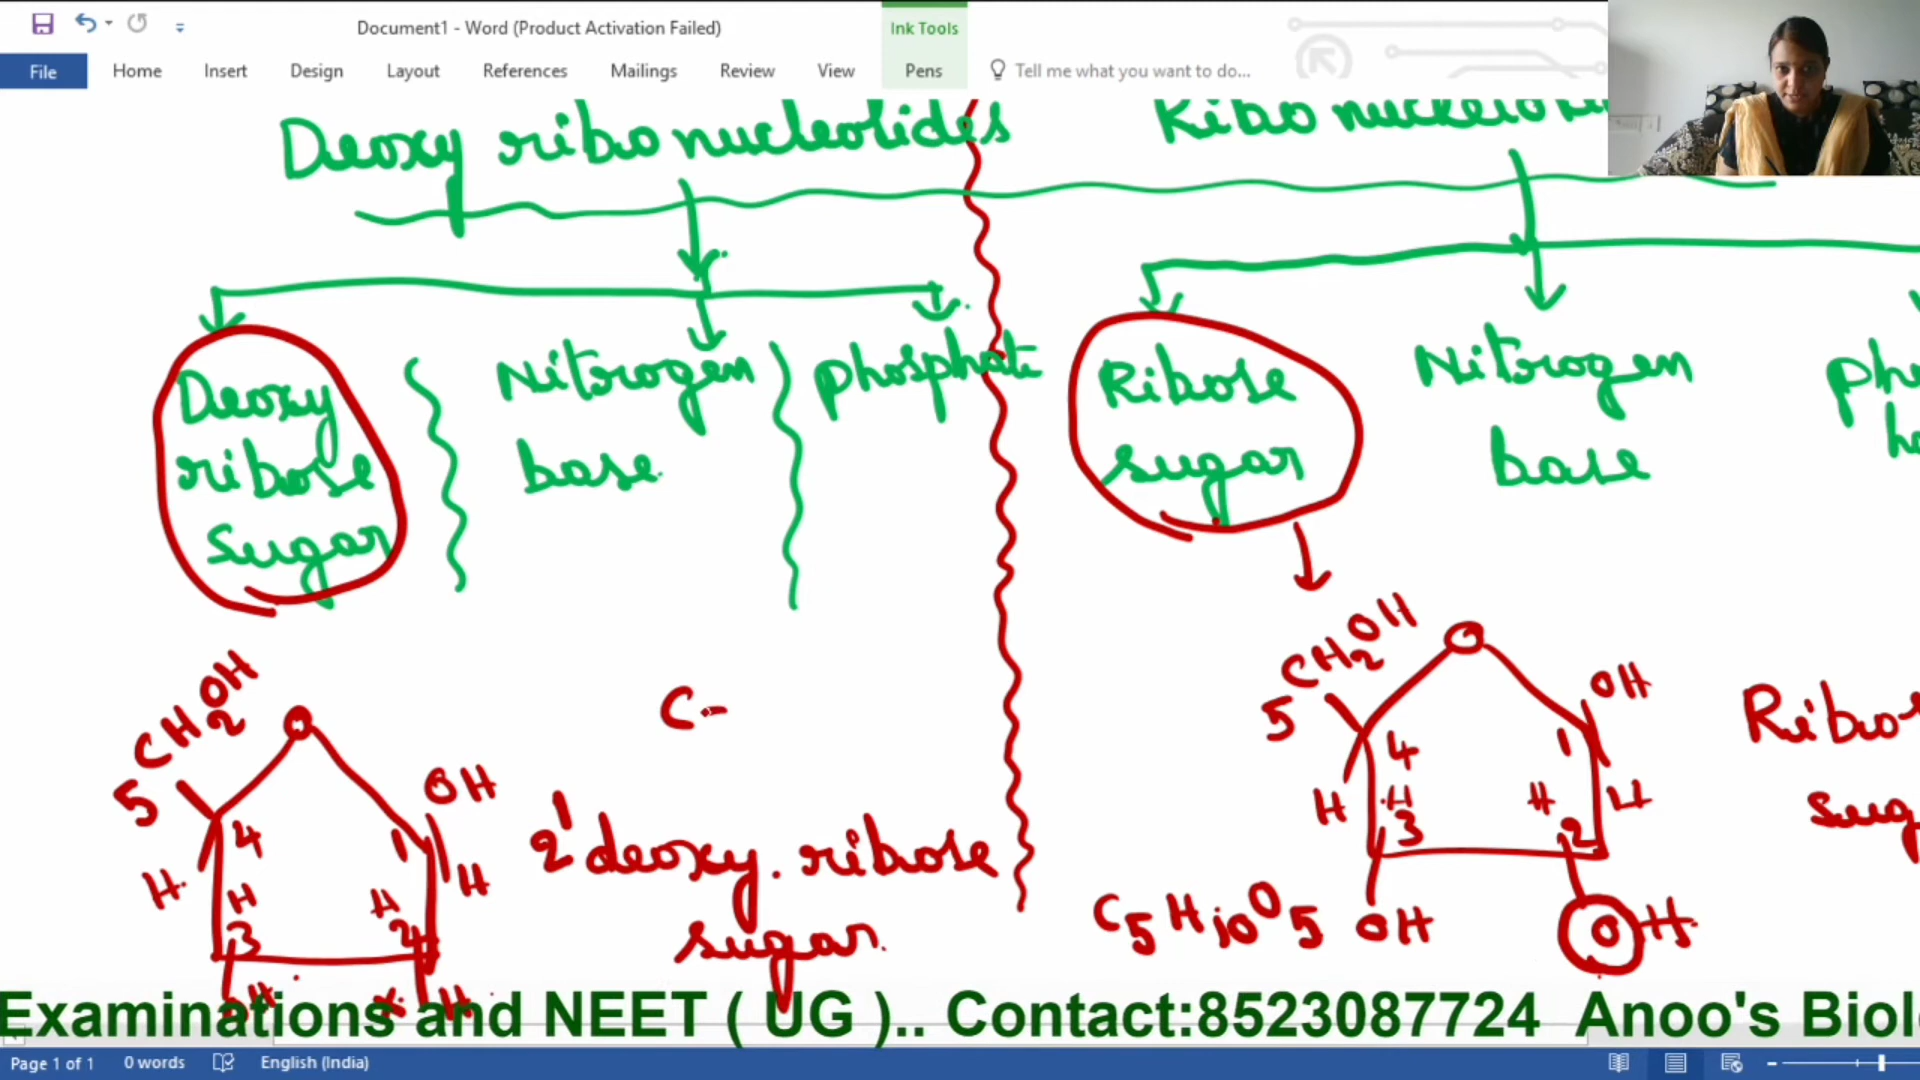 Document1 - Word (Product Activation Failed)
Ink Tools
File Home Insert Design Layout References Mailings Review View Pens Tell me what you want to do...
Deoxy ribo nucleotides
Deoxy ribose sugar
Nitrogen base.
phosphate
Ribose sugar
Nitrogen base
CH2OH
5
4
H
H
3
OH
1
H
H
2
H
C-
2' deoxy. ribose
sugar.
CH2OH
5
4
H
H
3
OH
OH
1
H
H
2
OH
C5H10O5
Examinations and NEET ( UG ).. Contact:8523087724 Anoo's
Page 1 of 1 0 words English (India)